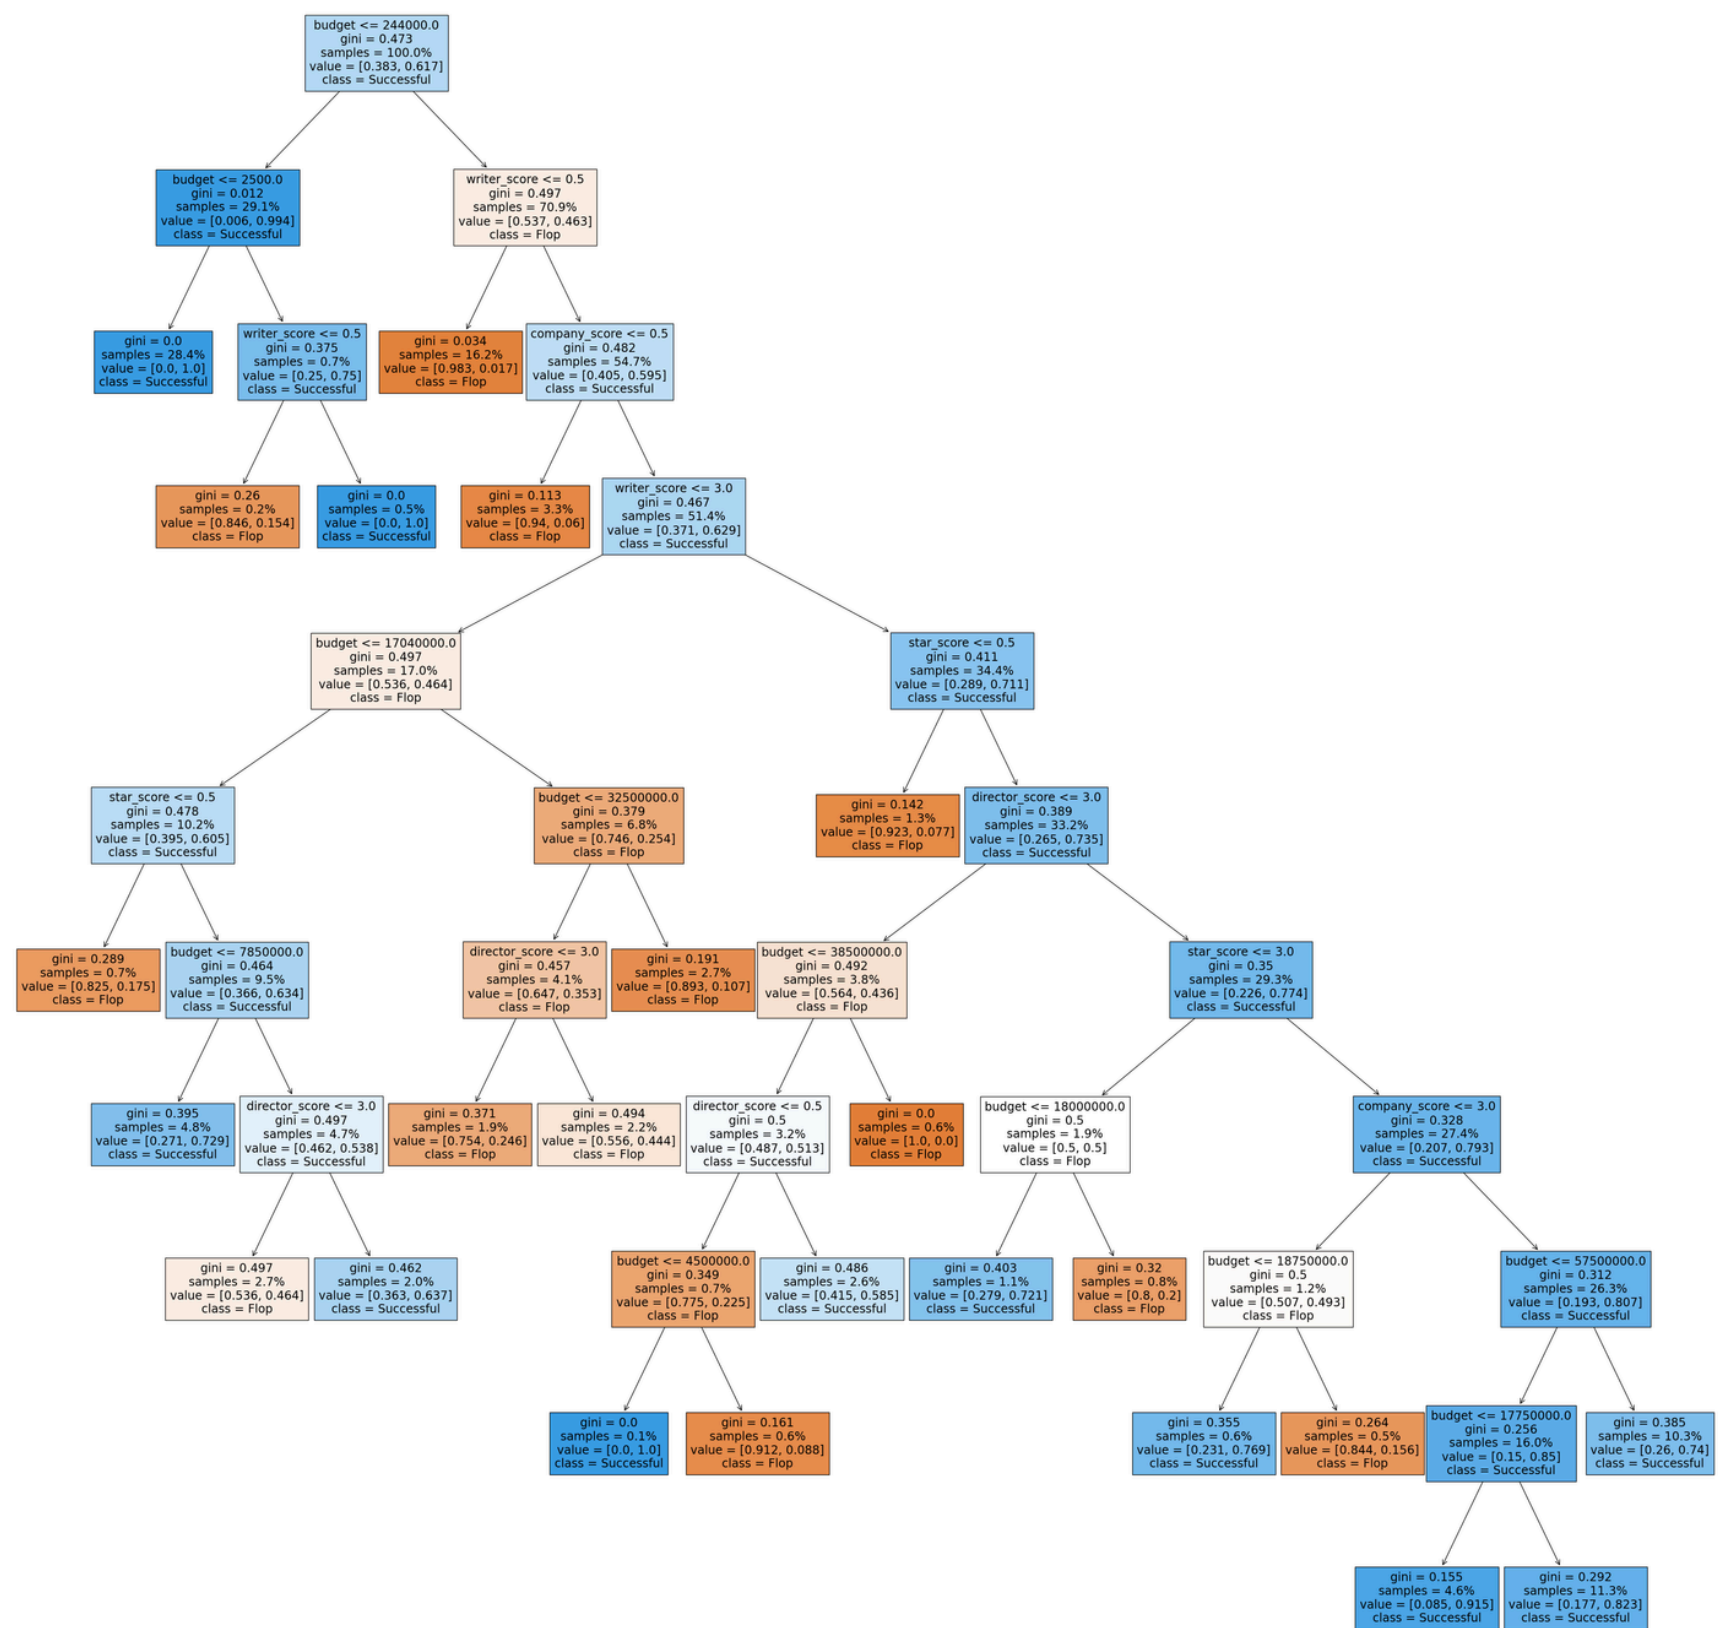 budget <= 244000.0
gini = 0.473
samples = 100.0%
value = [0.383, 0.617]
class = Successful
budget <= 2500.0
gini = 0.012
samples = 29.1%
value = [0.006, 0.994]
class = Successful
writer_score <= 0.5
gini = 0.497
samples = 70.9%
value = [0.537, 0.463]
class = Flop
gini = 0.0
samples = 28.4%
value = [0.0, 1.0]
class = Successful
writer_score <= 0.5
gini = 0.375
samples = 0.7%
value = [0.25, 0.75]
class = Successful
gini = 0.034
samples = 16.2%
value = [0.983, 0.017]
class = Flop
company_score <= 0.5
gini = 0.482
samples = 54.7%
value = [0.405, 0.595]
class = Successful
gini = 0.26
samples = 0.2%
value = [0.846, 0.154]
class = Flop
gini = 0.0
samples = 0.5%
value = [0.0, 1.0]
class = Successful
gini = 0.113
samples = 3.3%
value = [0.94, 0.06]
class = Flop
writer_score <= 3.0
gini = 0.467
samples = 51.4%
value = [0.371, 0.629]
class = Successful
budget <= 17040000.0
gini = 0.497
samples = 17.0%
value = [0.536, 0.464]
class = Flop
star_score <= 0.5
gini = 0.411
samples = 34.4%
value = [0.289, 0.711]
class = Successful
star_score <= 0.5
gini = 0.478
samples = 10.2%
value = [0.395, 0.605]
class = Successful
budget <= 32500000.0
gini = 0.379
samples = 6.8%
value = [0.746, 0.254]
class = Flop
gini = 0.142
samples = 1.3%
value = [0.923, 0.077]
class = Flop
director_score <= 3.0
gini = 0.389
samples = 33.2%
value = [0.265, 0.735]
class = Successful
gini = 0.289
samples = 0.7%
value = [0.825, 0.175]
class = Flop
budget <= 7850000.0
gini = 0.464
samples = 9.5%
value = [0.366, 0.634]
class = Successful
director_score <= 3.0
gini = 0.457
samples = 4.1%
value = [0.647, 0.353]
class = Flop
gini = 0.191
samples = 2.7%
value = [0.893, 0.107]
class = Flop
budget <= 38500000.0
gini = 0.492
samples = 3.8%
value = [0.564, 0.436]
class = Flop
star_score <= 3.0
gini = 0.35
samples = 29.3%
value = [0.226, 0.774]
class = Successful
gini = 0.395
samples = 4.8%
value = [0.271, 0.729]
class = Successful
director_score <= 3.0
gini = 0.497
samples = 4.7%
value = [0.462, 0.538]
class = Successful
gini = 0.371
samples = 1.9%
value = [0.754, 0.246]
class = Flop
gini = 0.494
samples = 2.2%
value = [0.556, 0.444]
class = Flop
director_score <= 0.5
gini = 0.5
samples = 3.2%
value = [0.487, 0.513]
class = Successful
gini = 0.0
samples = 0.6%
value = [1.0, 0.0]
class = Flop
budget <= 18000000.0
gini = 0.5
samples = 1.9%
value = [0.5, 0.5]
class = Flop
company_score <= 3.0
gini = 0.328
samples = 27.4%
value = [0.207, 0.793]
class = Successful
gini = 0.497
samples = 2.7%
value = [0.536, 0.464]
class = Flop
gini = 0.462
samples = 2.0%
value = [0.363, 0.637]
class = Successful
budget <= 4500000.0
gini = 0.349
samples = 0.7%
value = [0.775, 0.225]
class = Flop
gini = 0.486
samples = 2.6%
value = [0.415, 0.585]
class = Successful
gini = 0.403
samples = 1.1%
value = [0.279, 0.721]
class = Successful
gini = 0.32
samples = 0.8%
value = [0.8, 0.2]
class = Flop
budget <= 18750000.0
gini = 0.5
samples = 1.2%
value = [0.507, 0.493]
class = Flop
budget <= 57500000.0
gini = 0.312
samples = 26.3%
value = [0.193, 0.807]
class = Successful
gini = 0.0
samples = 0.1%
value = [0.0, 1.0]
class = Successful
gini = 0.161
samples = 0.6%
value = [0.912, 0.088]
class = Flop
gini = 0.355
samples = 0.6%
value = [0.231, 0.769]
class = Successful
gini = 0.264
samples = 0.5%
value = [0.844, 0.156]
class = Flop
budget <= 17750000.0
gini = 0.256
samples = 16.0%
value = [0.15, 0.85]
class = Successful
gini = 0.385
samples = 10.3%
value = [0.26, 0.74]
class = Successful
gini = 0.155
samples = 4.6%
value = [0.085, 0.915]
class = Successful
gini = 0.292
samples = 11.3%
value = [0.177, 0.823]
class = Successful